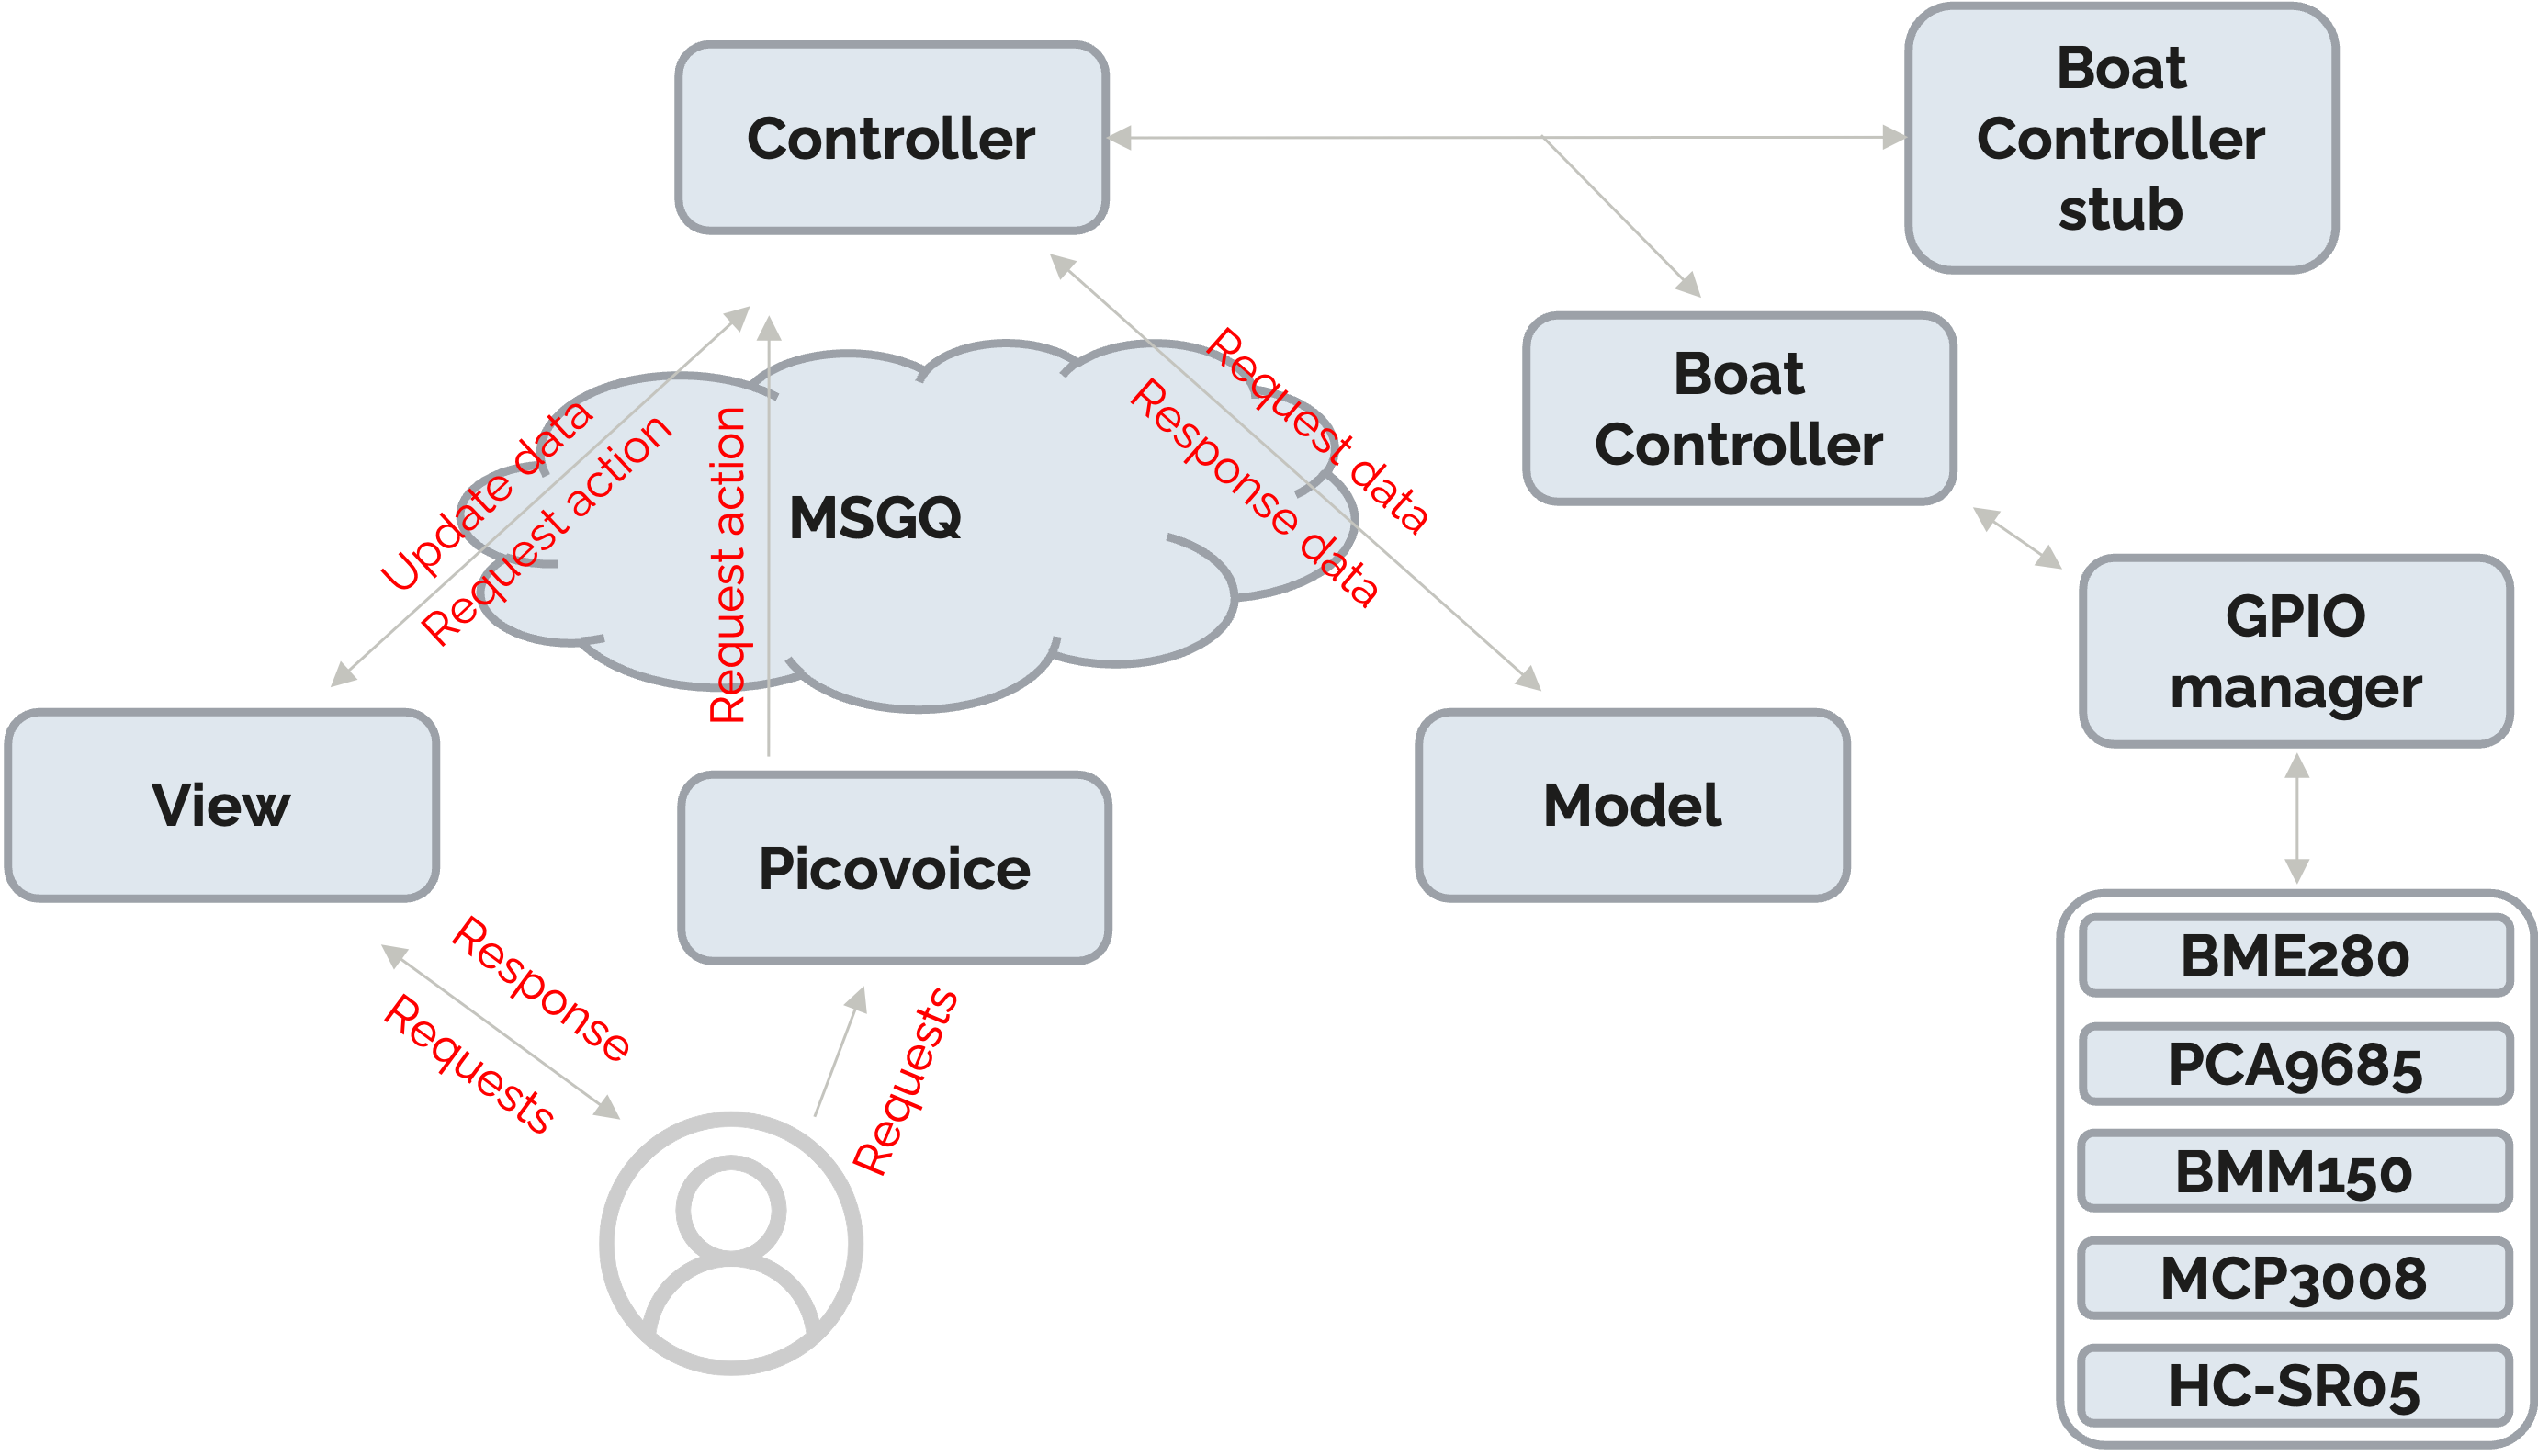 Controller
Boat
Controller
stub
Boat
Controller
Update data
Request action
Request action
MSGQ
Request data
Response data
GPIO
manager
View
Picovoice
Model
Response
Requests
Requests
BME280
PCA9685
BMM150
MCP3008
HC-SR05